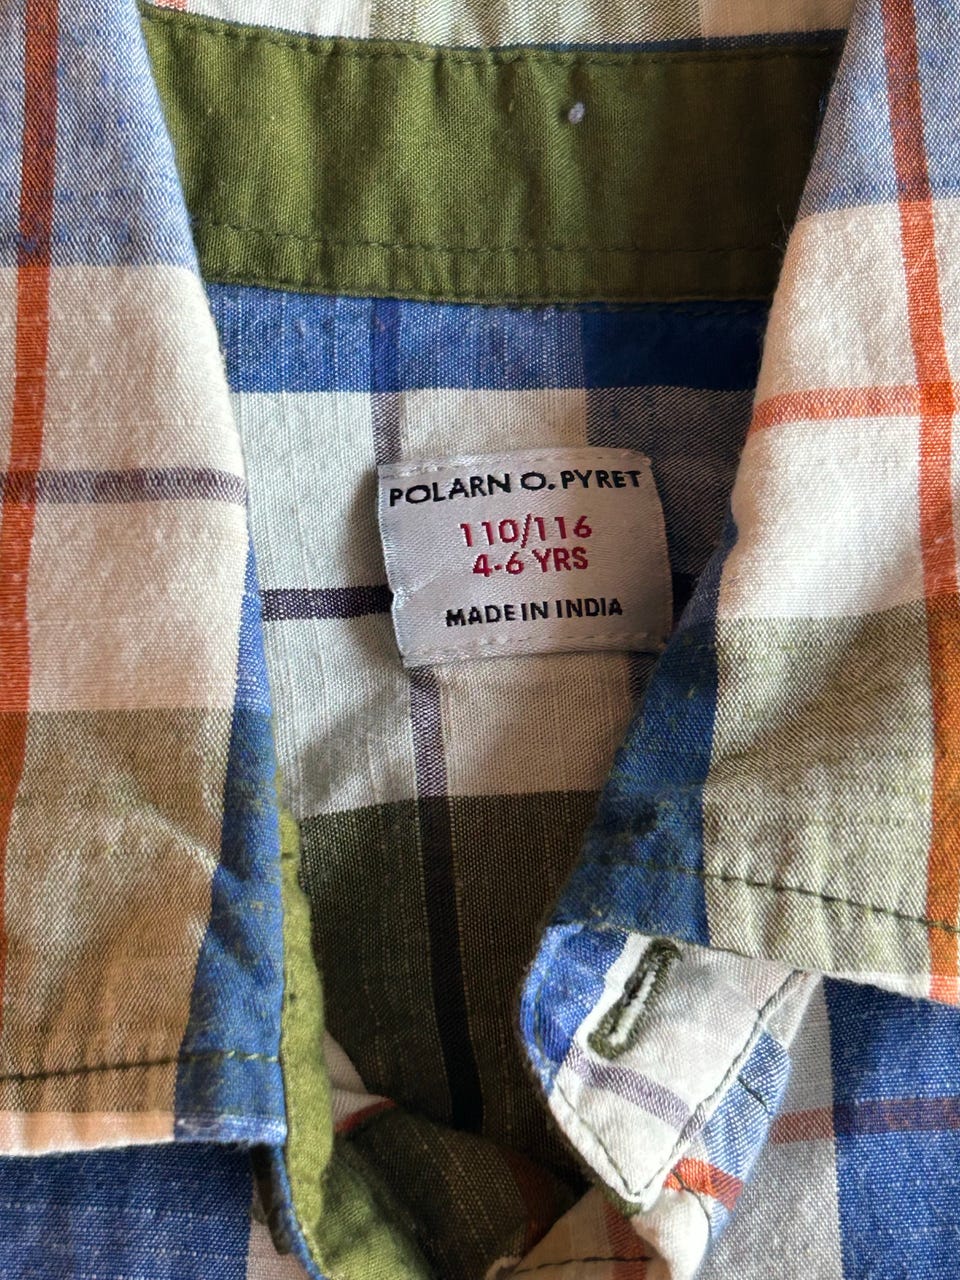 POLARN O. PYRET
110/116
4-6 YRS
MADE IN INDIA